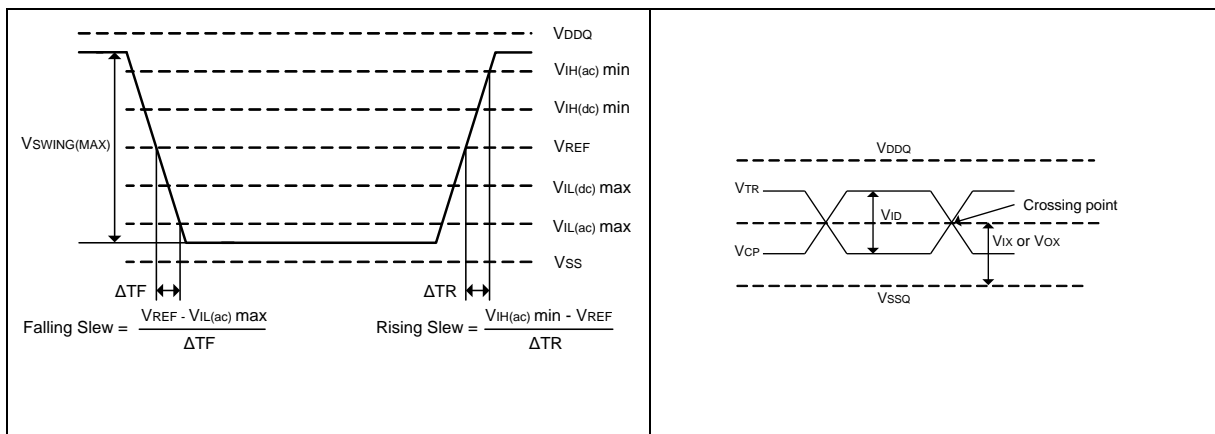 VDDQ
VIH(ac) min
VIH(dc) min
VSWING(MAX)
VREF
VIL(dc) max
VIL(ac) max
VSS
ΔTF
ΔTR
Falling Slew = VREF - VIL(ac) max
ΔTF
Rising Slew = VIH(ac) min - VREF
ΔTR
VDDQ
VTR
VID
Crossing point
VIX or VOX
VCP
VSSQ